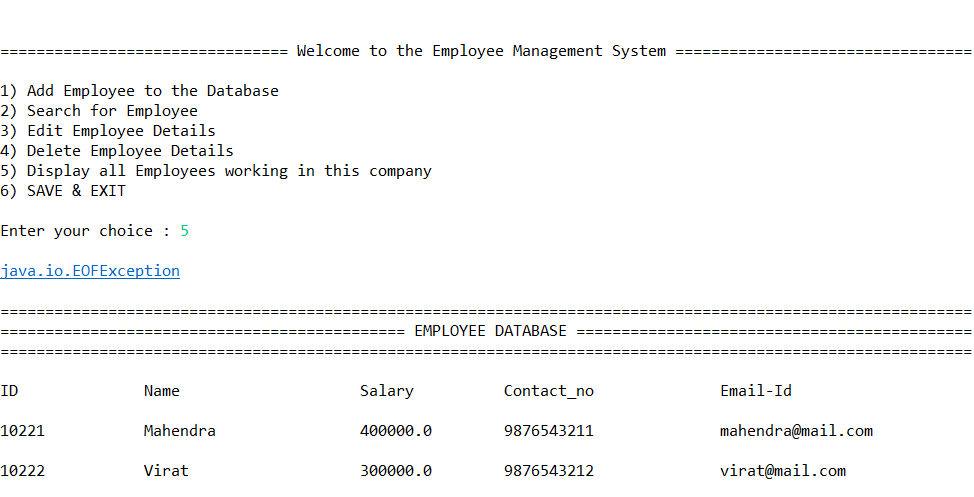 ================================ Welcome to the Employee Management System =================================
1) Add Employee to the Database
2) Search for Employee
3) Edit Employee Details
4) Delete Employee Details
5) Display all Employees working in this company
6) SAVE & EXIT
Enter your choice : 5
java.io.EOFException
============================================================================================================
============================================= EMPLOYEE DATABASE ============================================
============================================================================================================
ID Name Salary Contact_no Email-Id
10221 Mahendra 400000.0 9876543211 mahendra@mail.com
10222 Virat 300000.0 9876543212 virat@mail.com